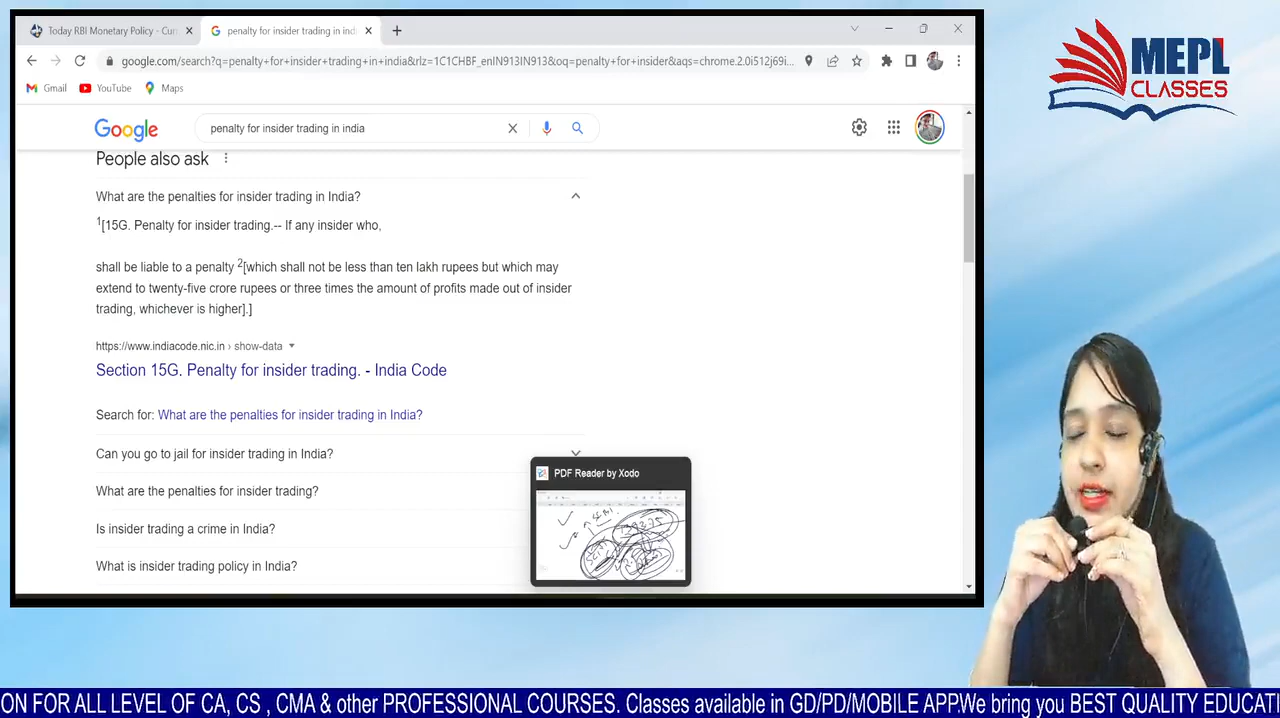 Today RBI Monetary Policy - Curr
penalty for insider trading in indi
MEPL
CLASSES
google.com/search?q=penalty+for+insider+trading+in+india&rlz=1C1CHBF_enIN913IN913&oq=penalty+for+insider&aqs=chrome.2.0i512j69i...
Gmail
YouTube
Maps
Google
penalty for insider trading in india
People also ask
What are the penalties for insider trading in India?
1[15G. Penalty for insider trading.-- If any insider who,
shall be liable to a penalty 2[which shall not be less than ten lakh rupees but which may
extend to twenty-five crore rupees or three times the amount of profits made out of insider
trading, whichever is higher].]
https://www.indiacode.nic.in › show-data
Section 15G. Penalty for insider trading. - India Code
Search for: What are the penalties for insider trading in India?
Can you go to jail for insider trading in India?
What are the penalties for insider trading?
Is insider trading a crime in India?
What is insider trading policy in India?
PDF Reader by Xodo
SEBI
ON FOR ALL LEVEL OF CA, CS , CMA & other PROFESSIONAL COURSES. Classes available in GD/PD/MOBILE APP.We bring you BEST QUALITY EDUCATI